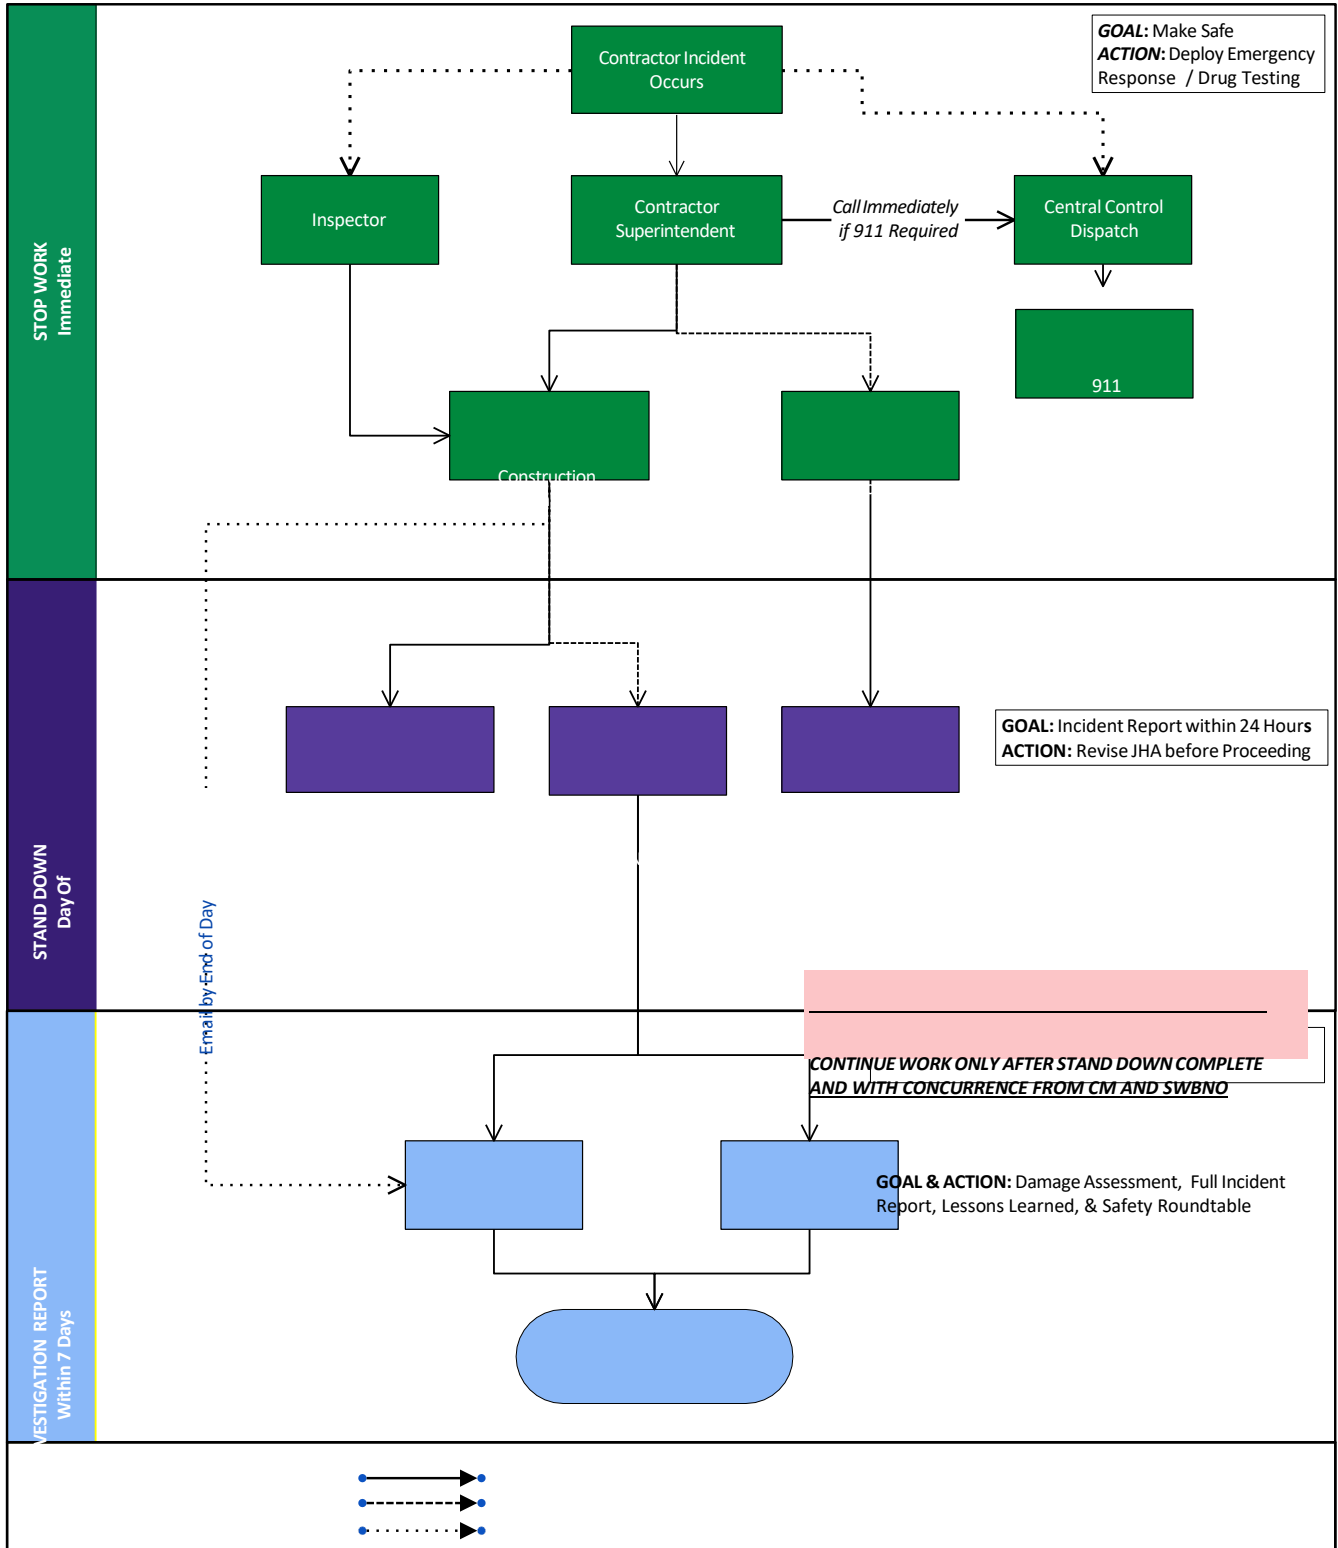 GOAL: Make Safe
ACTION: Deploy Emergency
Response / Drug Testing
Contractor Incident
Occurs
Inspector
Contractor
Superintendent
Call Immediately
if 911 Required
Central Control
Dispatch
911
STOP WORK
Immediate
Construction
GOAL: Incident Report within 24 Hours
ACTION: Revise JHA before Proceeding
STAND DOWN
Day Of
Email by End of Day
CONTINUE WORK ONLY AFTER STAND DOWN COMPLETE
AND WITH CONCURRENCE FROM CM AND SWBNO
GOAL & ACTION: Damage Assessment, Full Incident
Report, Lessons Learned, & Safety Roundtable
VESTIGATION REPORT
Within 7 Days